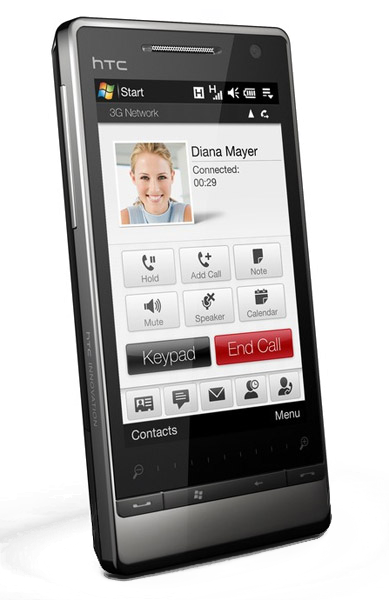 hTC
Start
H H
3G Network
Diana Mayer
Connected:
00:29
Hold
Add Call
Note
Mute
Speaker
Calendar
Keypad
End Call
Contacts
Menu
hTC INNOVATION